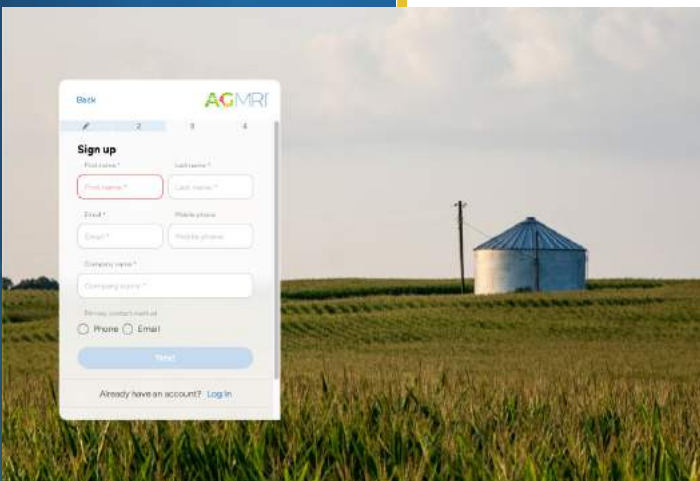 Back
AGMRI
2 3 4
Sign up
First name * Last name *
First name * Last name *
Email * Mobile phone
Email * Mobile phone
Company name *
Company name *
Primary contact method
Phone Email
Next
Already have an account? Log In